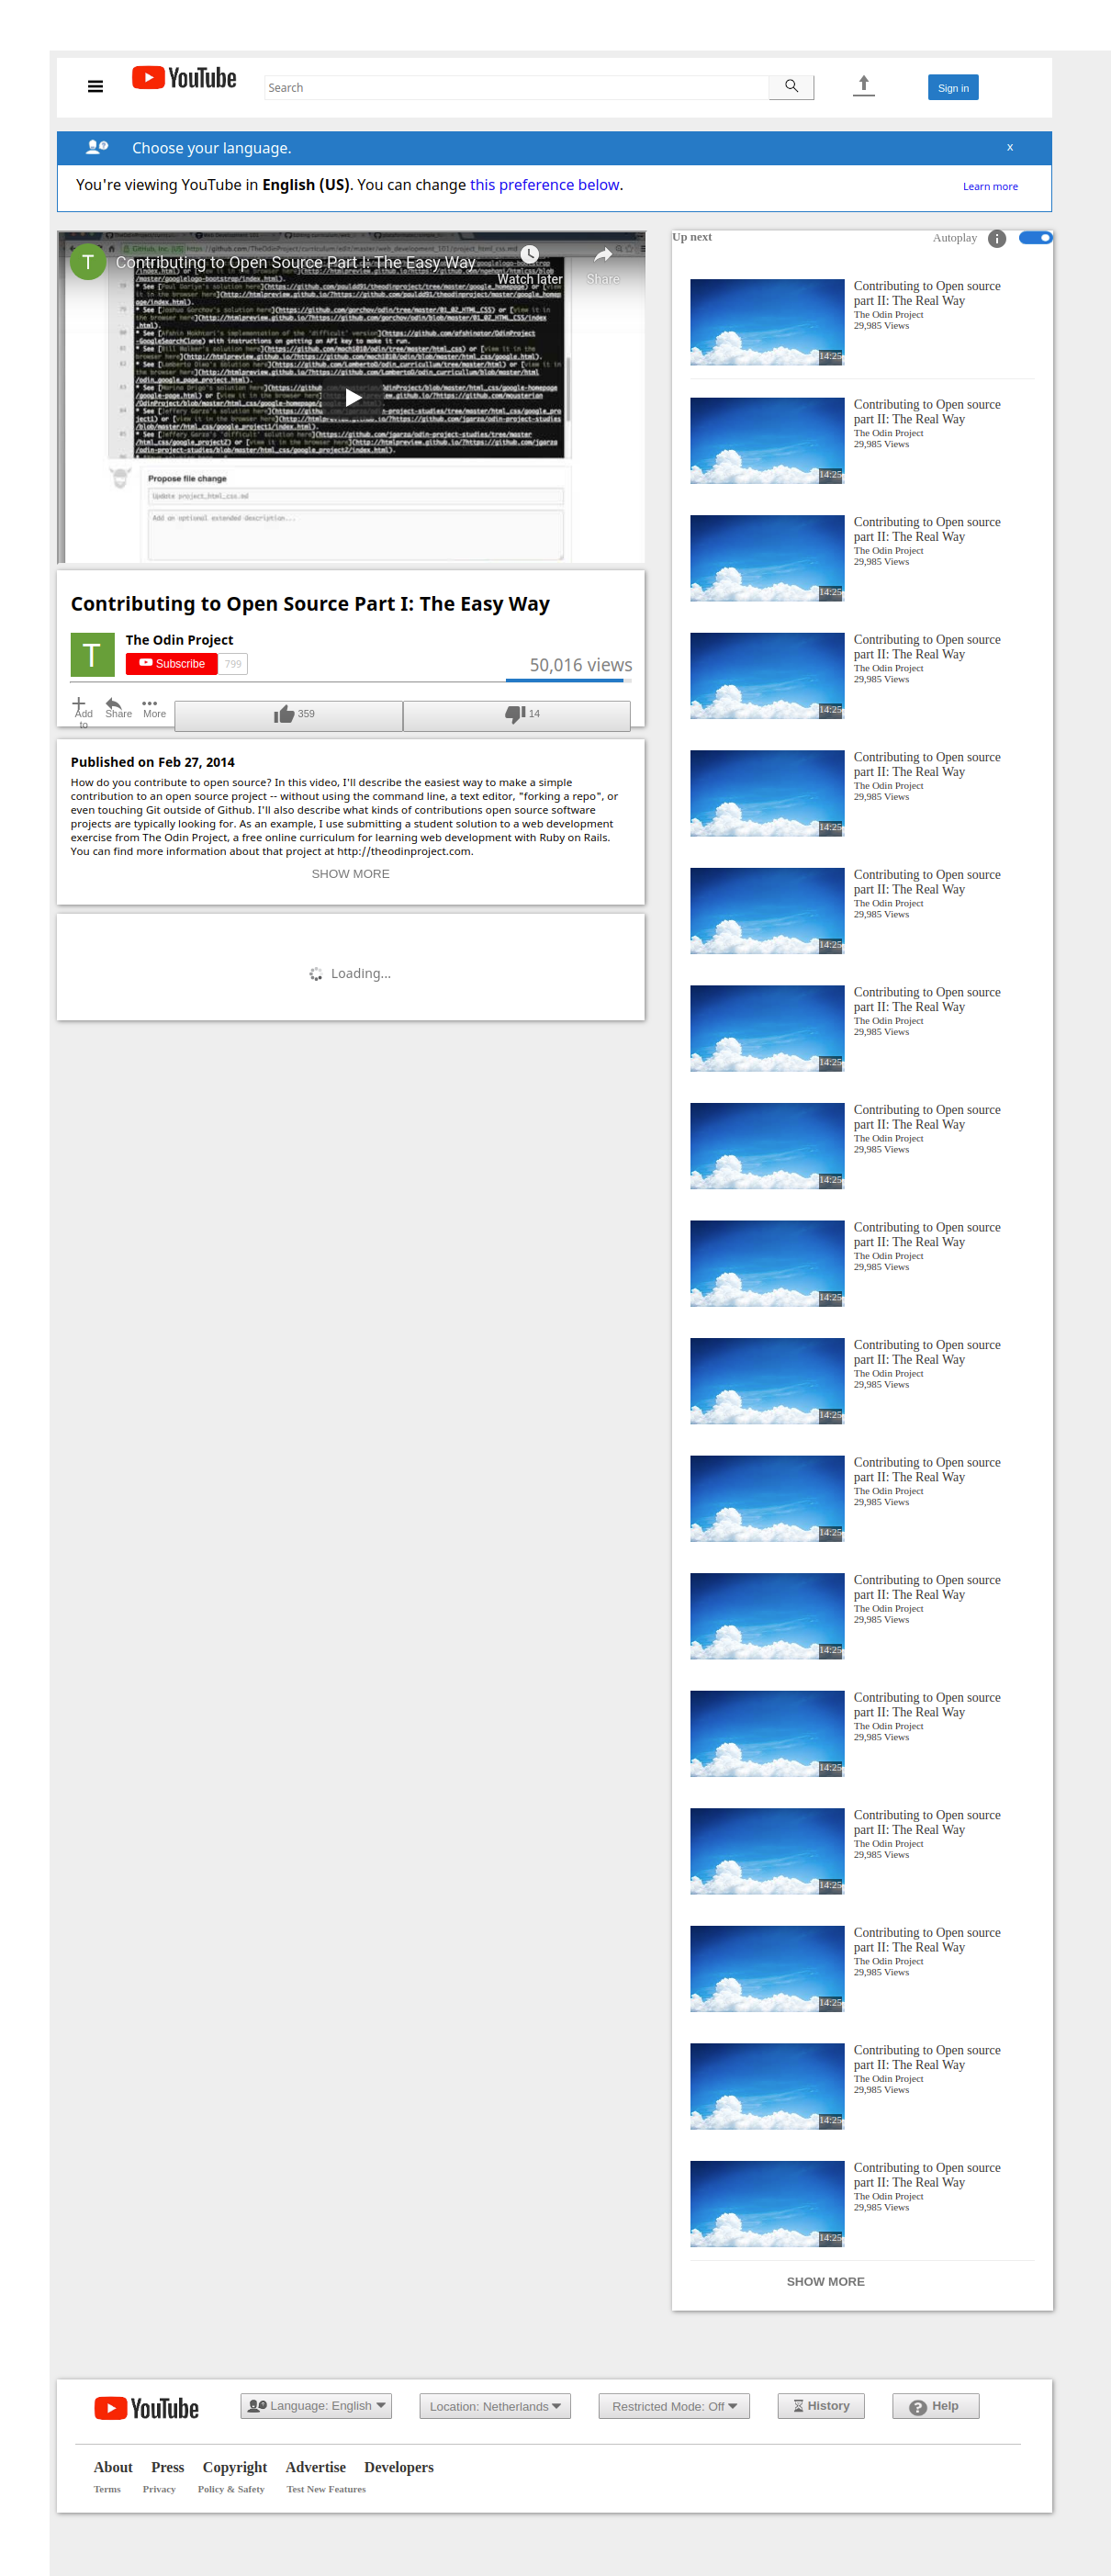 YouTube
Search
Sign in
Choose your language.
x
You're viewing YouTube in English (US). You can change this preference below.
Learn more
T
Contributing to Open Source Part I: The Easy Way
Watch later
Share
Propose file change
Update project_html_css.md
Add an optional extended description...
Contributing to Open Source Part I: The Easy Way
T
The Odin Project
Subscribe
799
50,016 views
Add to
Share
More
359
14
Published on Feb 27, 2014
How do you contribute to open source? In this video, I'll describe the easiest way to make a simple
contribution to an open source project -- without using the command line, a text editor, "forking a repo", or
even touching Git outside of Github. I'll also describe what kinds of contributions open source software
projects are typically looking for. As an example, I use submitting a student solution to a web development
exercise from The Odin Project, a free online curriculum for learning web development with Ruby on Rails.
You can find more information about that project at http://theodinproject.com.
SHOW MORE
Loading...
Up next
Autoplay
14:25
Contributing to Open source
part II: The Real Way
The Odin Project
29,985 Views
14:25
Contributing to Open source
part II: The Real Way
The Odin Project
29,985 Views
14:25
Contributing to Open source
part II: The Real Way
The Odin Project
29,985 Views
14:25
Contributing to Open source
part II: The Real Way
The Odin Project
29,985 Views
14:25
Contributing to Open source
part II: The Real Way
The Odin Project
29,985 Views
14:25
Contributing to Open source
part II: The Real Way
The Odin Project
29,985 Views
14:25
Contributing to Open source
part II: The Real Way
The Odin Project
29,985 Views
14:25
Contributing to Open source
part II: The Real Way
The Odin Project
29,985 Views
14:25
Contributing to Open source
part II: The Real Way
The Odin Project
29,985 Views
14:25
Contributing to Open source
part II: The Real Way
The Odin Project
29,985 Views
14:25
Contributing to Open source
part II: The Real Way
The Odin Project
29,985 Views
14:25
Contributing to Open source
part II: The Real Way
The Odin Project
29,985 Views
14:25
Contributing to Open source
part II: The Real Way
The Odin Project
29,985 Views
14:25
Contributing to Open source
part II: The Real Way
The Odin Project
29,985 Views
14:25
Contributing to Open source
part II: The Real Way
The Odin Project
29,985 Views
14:25
Contributing to Open source
part II: The Real Way
The Odin Project
29,985 Views
14:25
Contributing to Open source
part II: The Real Way
The Odin Project
29,985 Views
SHOW MORE
YouTube
Language: English
Location: Netherlands
Restricted Mode: Off
History
Help
About Press Copyright Advertise Developers
Terms Privacy Policy & Safety Test New Features